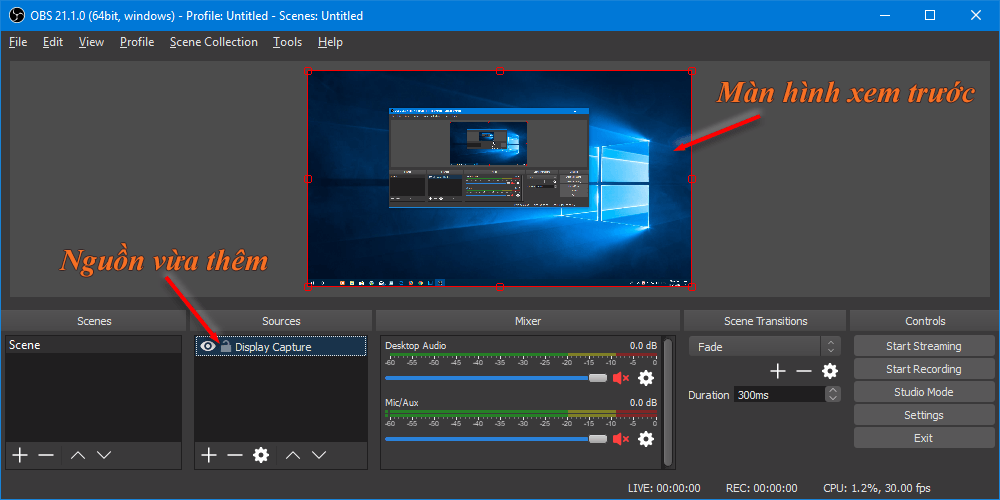 OBS 21.1.0 (64bit, windows) - Profile: Untitled - Scenes: Untitled
File Edit View Profile Scene Collection Tools Help
Màn hình xem trước
Nguồn vừa thêm
Scenes Sources Mixer Scene Transitions Controls
Scene
Display Capture
Desktop Audio 0.0 dB
-60 -55 -50 -45 -40 -35 -30 -25 -20 -15 -10 -5 0
Mic/Aux 0.0 dB
-60 -55 -50 -45 -40 -35 -30 -25 -20 -15 -10 -5 0
Fade
Duration 300ms
Start Streaming
Start Recording
Studio Mode
Settings
Exit
LIVE: 00:00:00 REC: 00:00:00 CPU: 1.2%, 30.00 fps